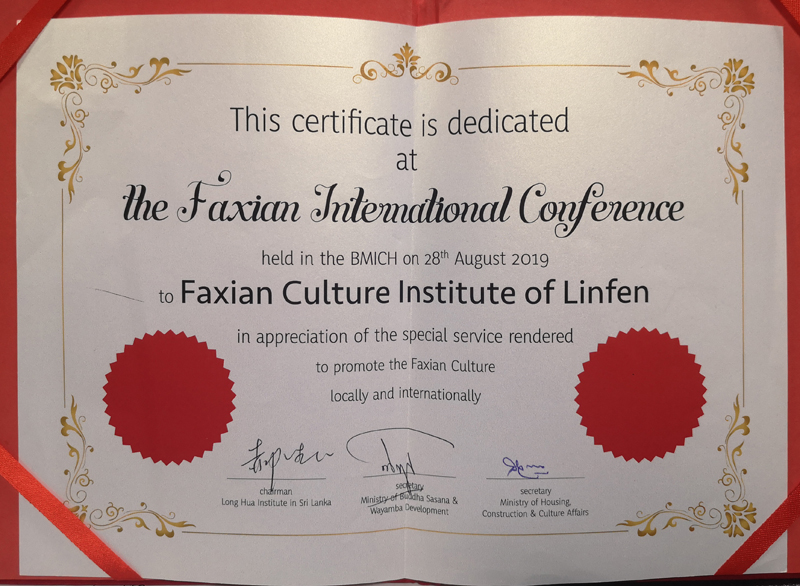 This certificate is dedicated
at
the Faxian International Conference
held in the BMICH on 28th August 2019
to Faxian Culture Institute of Linfen
in appreciation of the special service rendered
to promote the Faxian Culture
locally and internationally
chairman
Long Hua Institute in Sri Lanka
secretary
Ministry of Buddha Sasana &
Wayamba Development
secretary
Ministry of Housing,
Construction & Culture Affairs